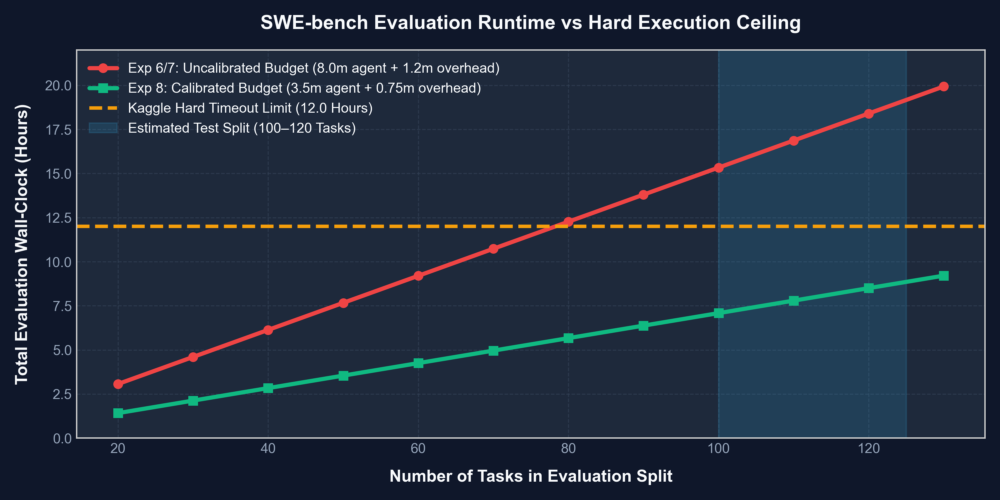 SWE-bench Evaluation Runtime vs Hard Execution Ceiling
Exp 6/7: Uncalibrated Budget (8.0m agent + 1.2m overhead)
Exp 8: Calibrated Budget (3.5m agent + 0.75m overhead)
Kaggle Hard Timeout Limit (12.0 Hours)
Estimated Test Split (100–120 Tasks)
Total Evaluation Wall-Clock (Hours)
20.0
17.5
15.0
12.5
10.0
7.5
5.0
2.5
0.0
20 40 60 80 100 120
Number of Tasks in Evaluation Split